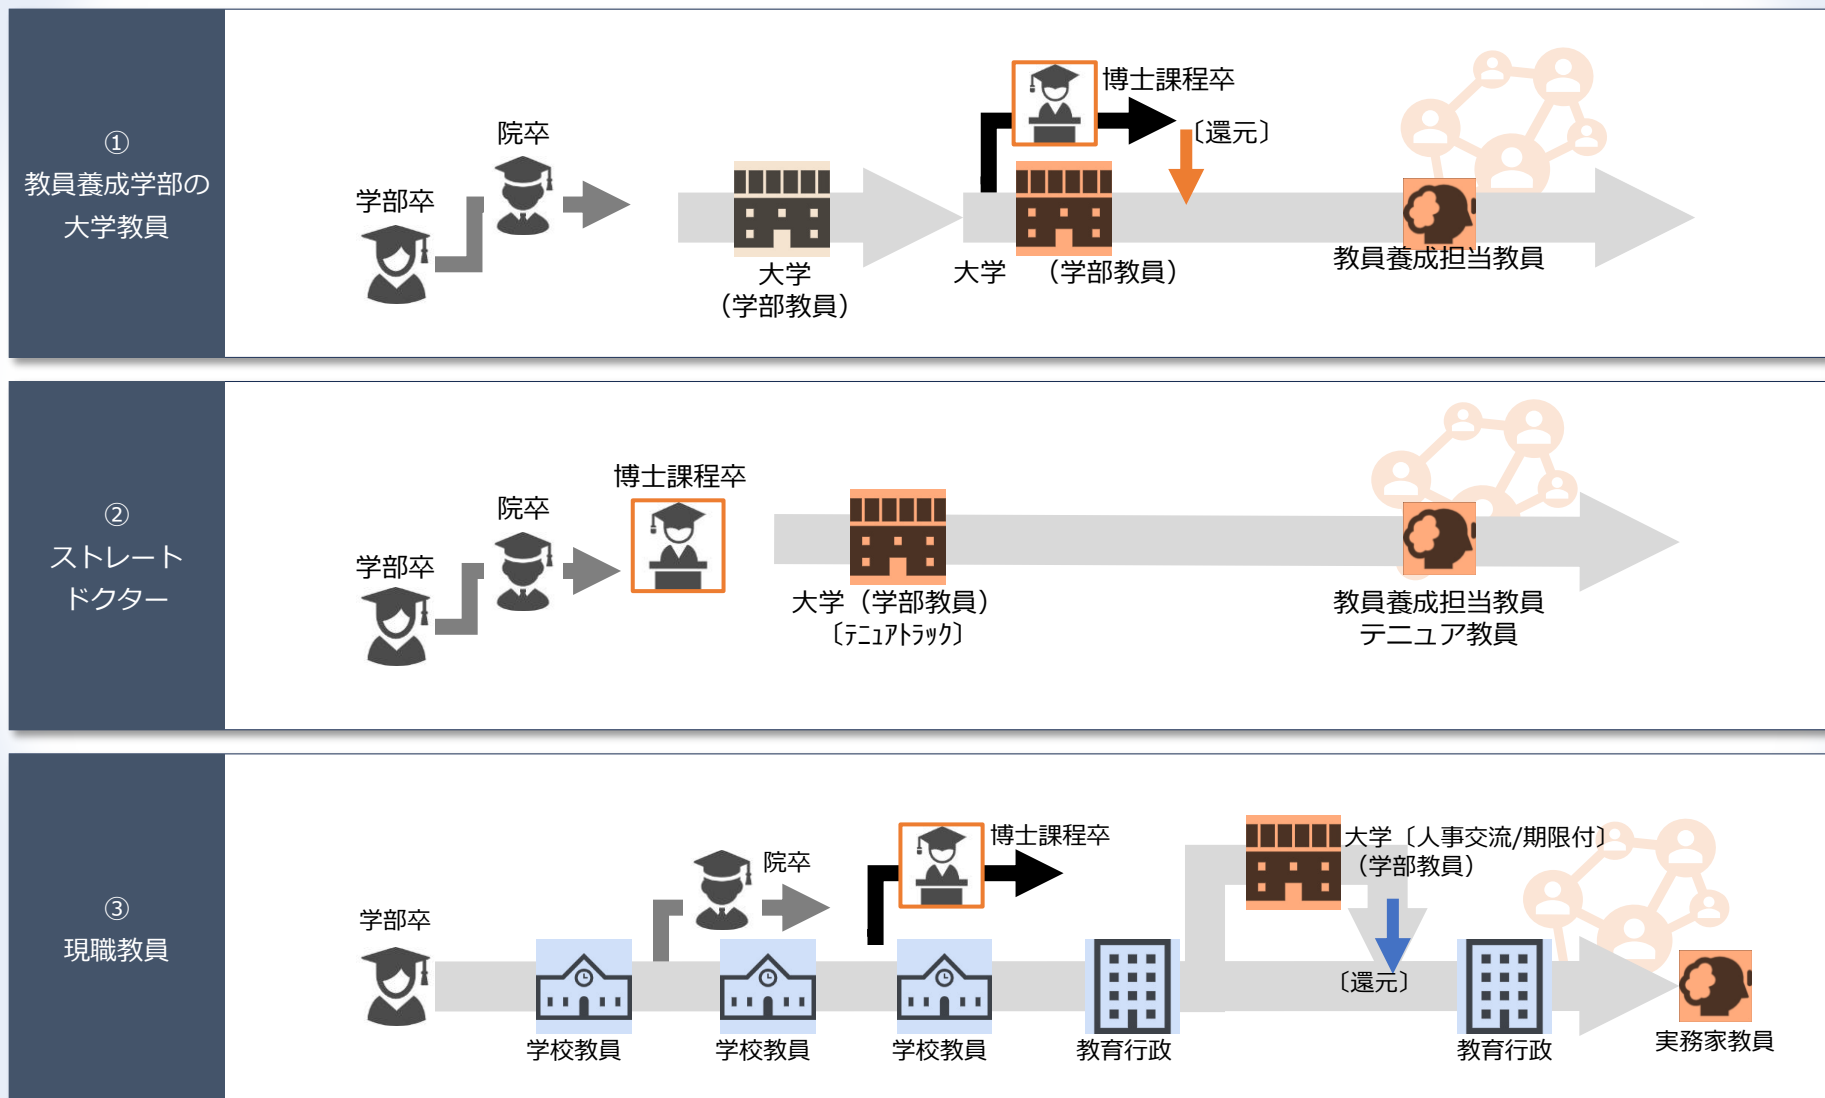 ①
教員養成学部の
大学教員
学部卒
院卒
大学
（学部教員）
博士課程卒
〔還元〕
大学　（学部教員）
教員養成担当教員
②
ストレート
ドクター
学部卒
院卒
博士課程卒
大学（学部教員）
〔ﾃﾆｭｱﾄﾗｯｸ〕
教員養成担当教員
テニュア教員
③
現職教員
学部卒
学校教員
院卒
学校教員
博士課程卒
学校教員
教育行政
大学〔人事交流/期限付〕
（学部教員）
〔還元〕
教育行政
実務家教員